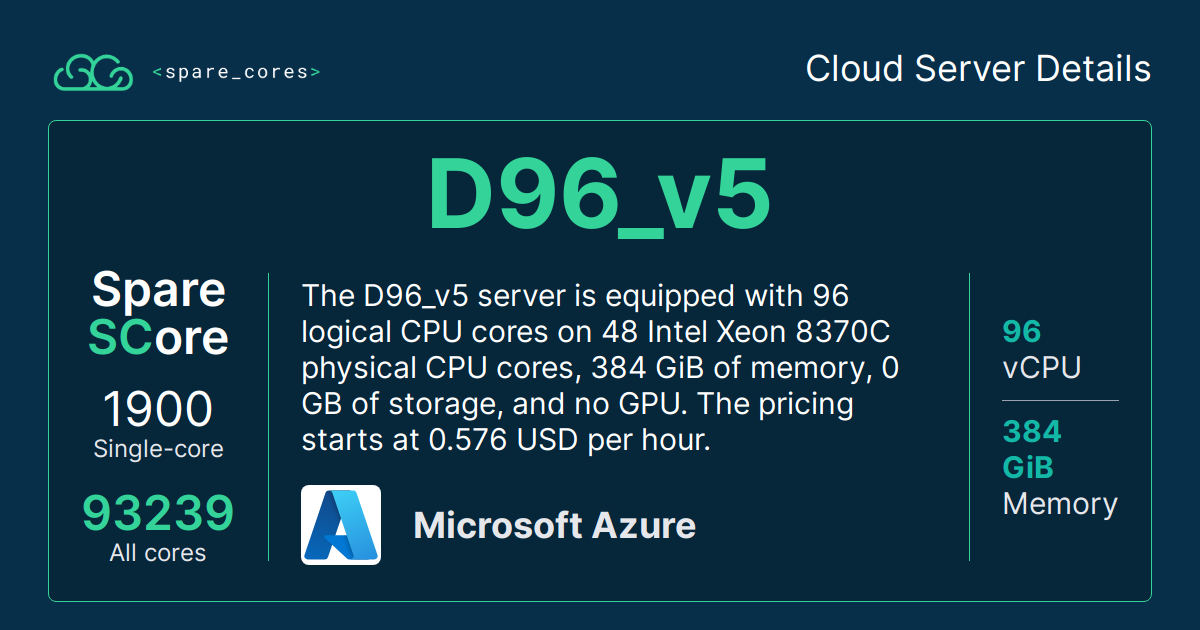 <spare_cores>
Cloud Server Details
D96_v5
Spare
SCore
1900
Single-core
93239
All cores
The D96_v5 server is equipped with 96
logical CPU cores on 48 Intel Xeon 8370C
physical CPU cores, 384 GiB of memory, 0
GB of storage, and no GPU. The pricing
starts at 0.576 USD per hour.
Microsoft Azure
96
vCPU
384
GiB
Memory